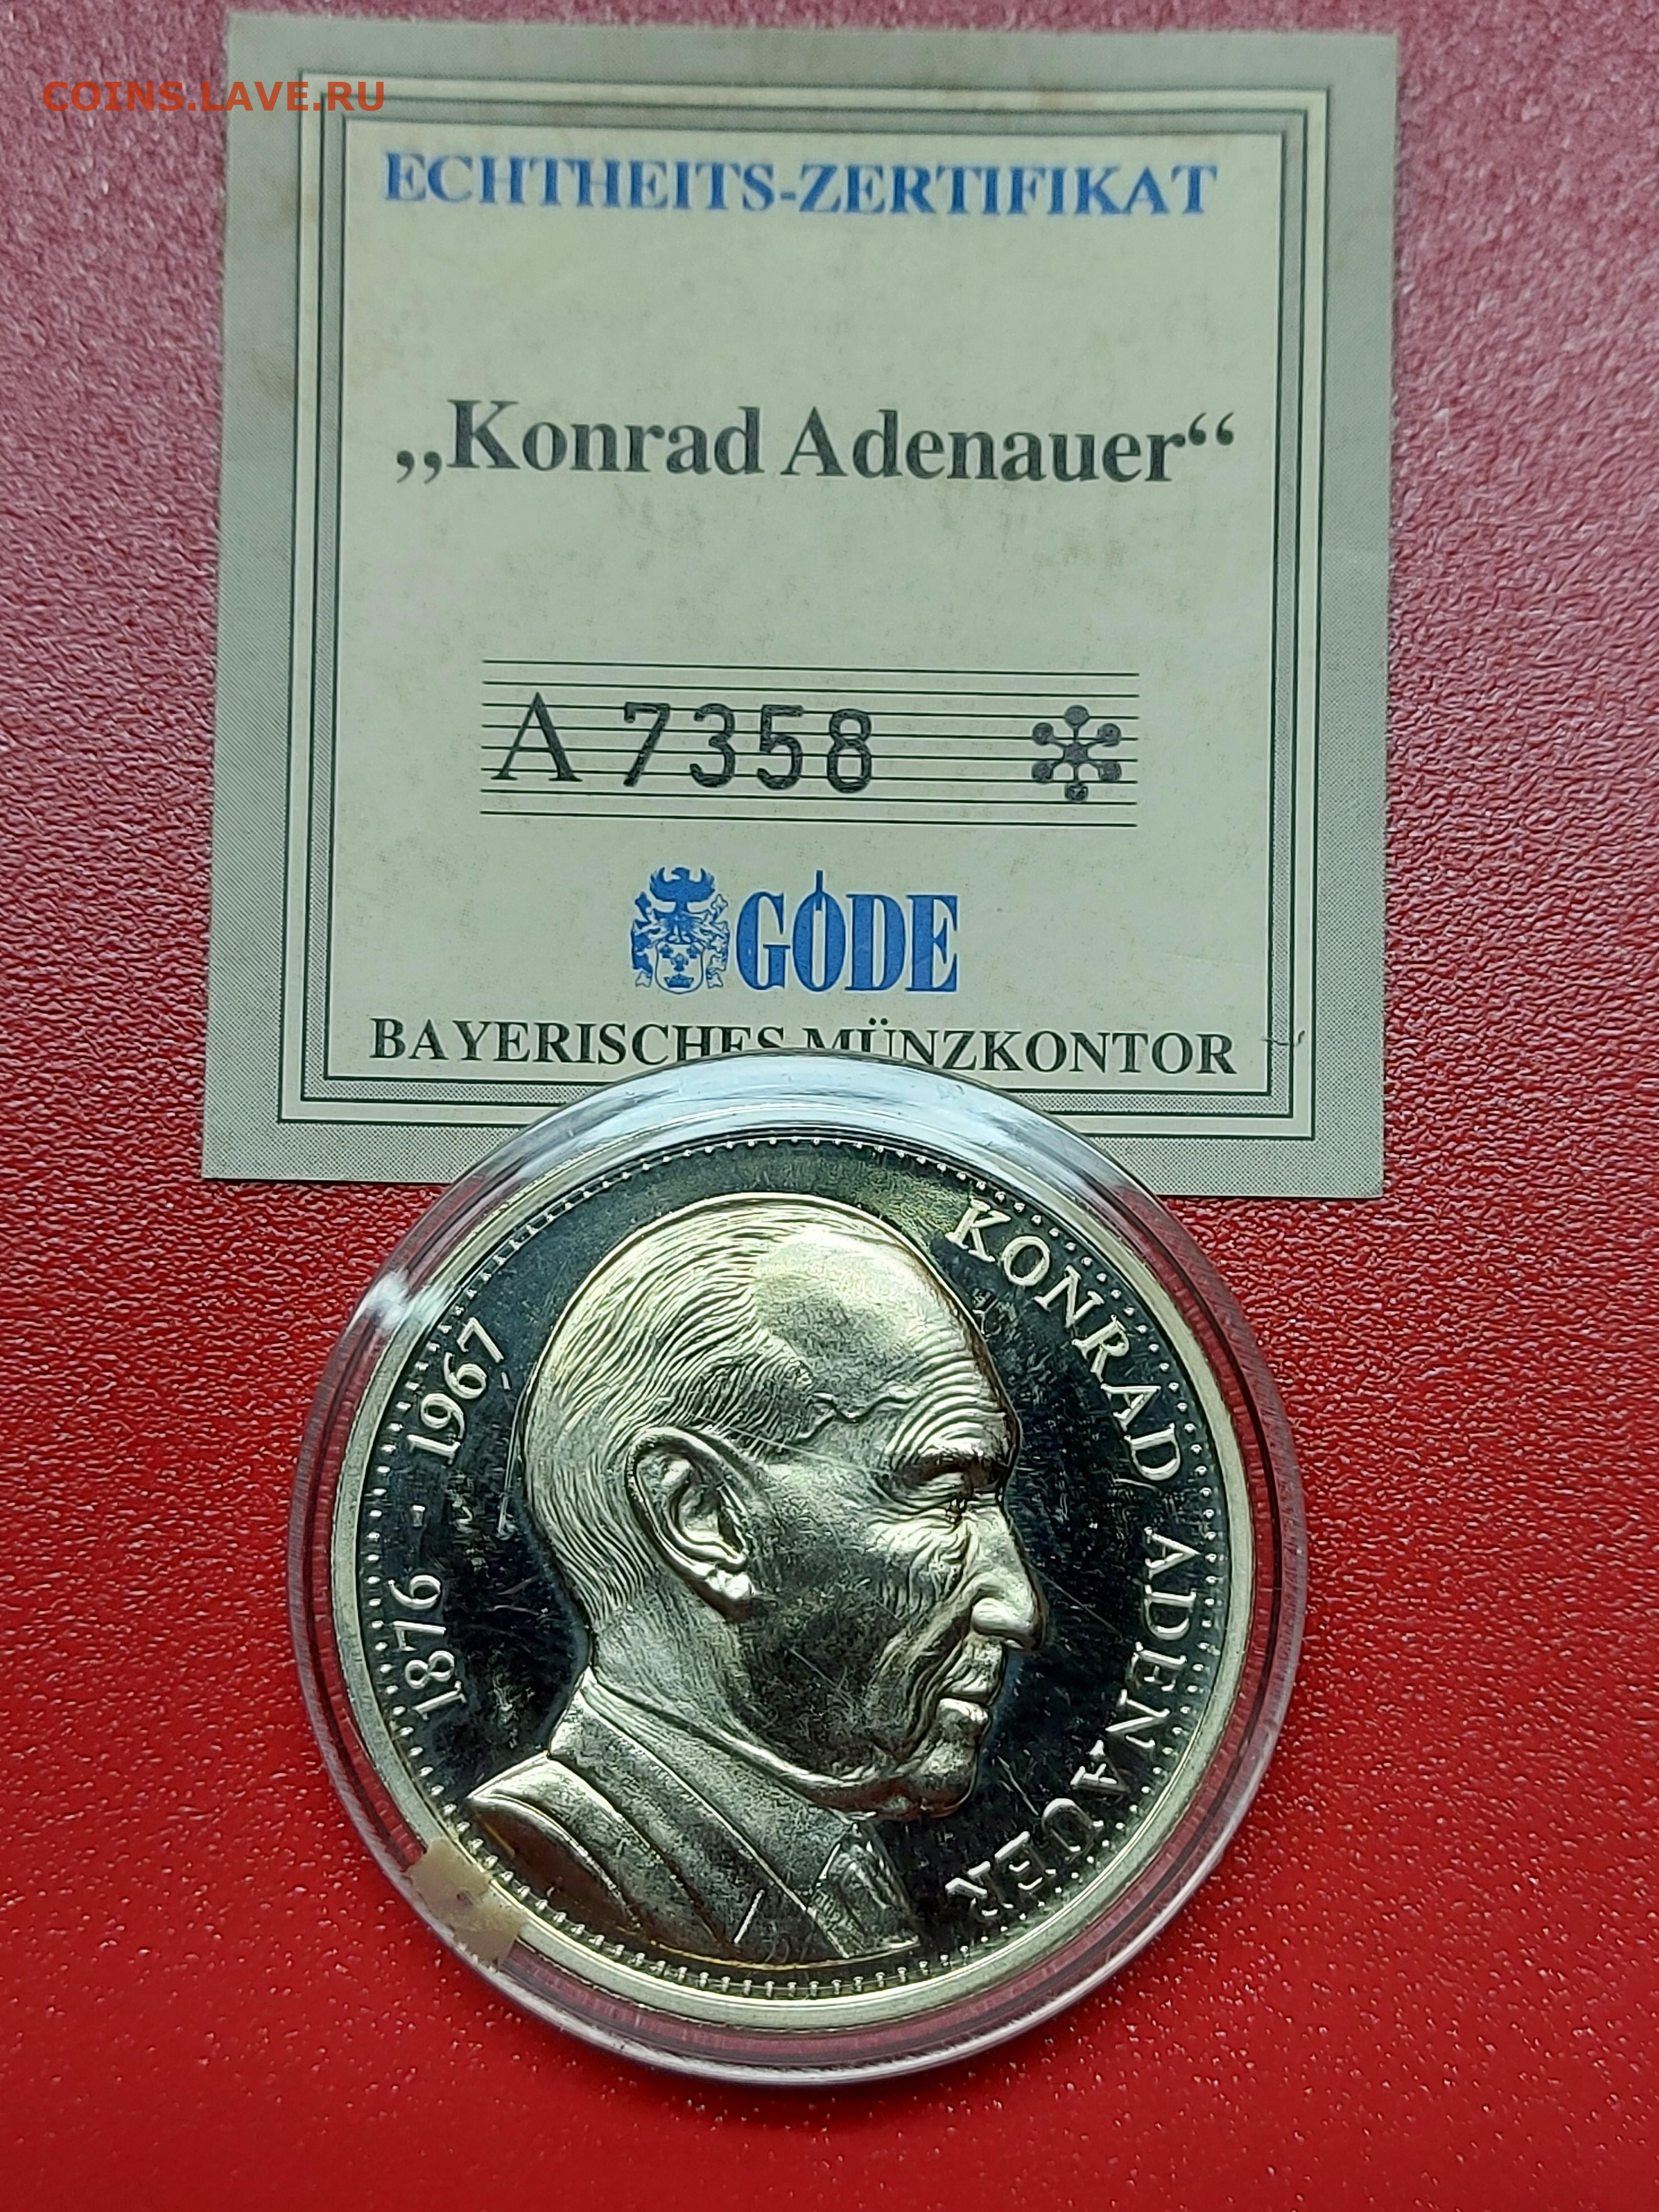 COINS.LAVE.RU
ECHTHEITS-ZERTIFIKAT
„Konrad Adenauer“
A 7358
GÖDE
BAYERISCHES MÜNZKONTOR
1876 - 1967
KONRAD ADENAUER